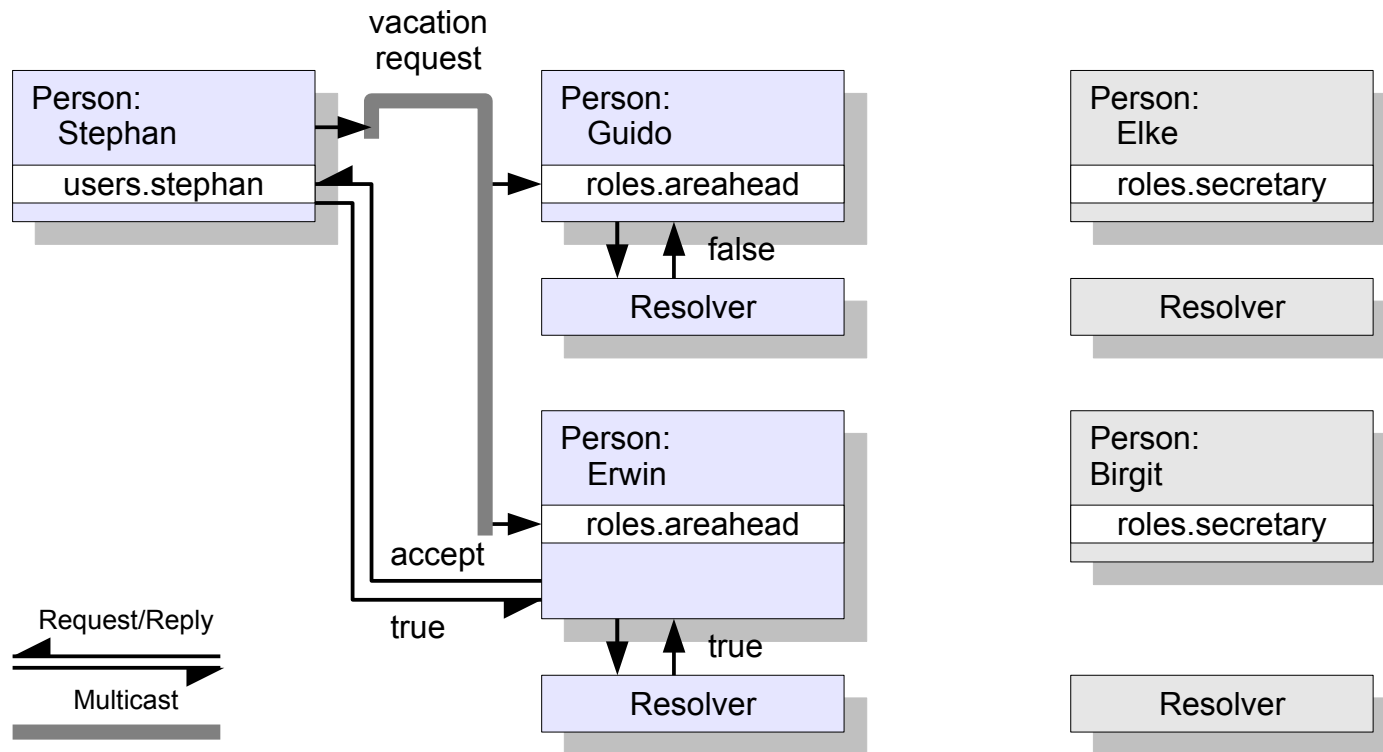 vacation
request
Person:
Stephan
users.stephan
Person:
Guido
roles.areahead
false
Resolver
Person:
Elke
roles.secretary
Resolver
Person:
Erwin
roles.areahead
accept
true
true
Resolver
Person:
Birgit
roles.secretary
Resolver
Request/Reply
Multicast